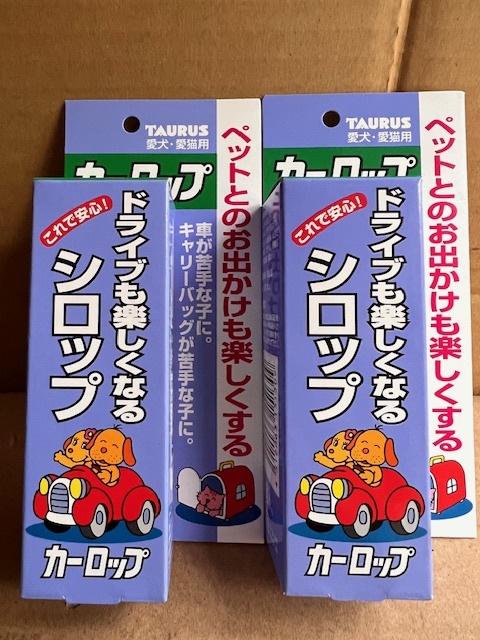 TAURUS
愛犬・愛猫用
カーロップ
ペットとのお出かけも楽しくする
車が苦手な子に。
キャリーバッグが苦手な子に。
これで安心!
ドライブも楽しくなる
シロップ
カーロップ
TAURUS
愛犬・愛猫用
カーロップ
ペットとのお出かけも楽しくする
これで安心!
ドライブも楽しくなる
シロップ
カーロップ